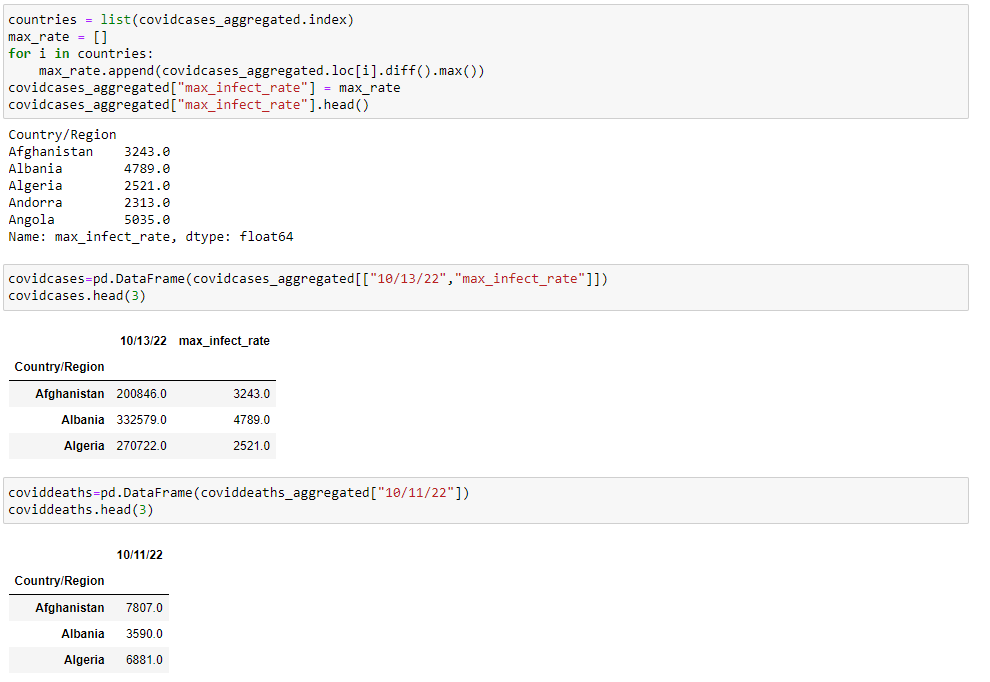 countries = list(covidcases_aggregated.index)
max_rate = []
for i in countries:
    max_rate.append(covidcases_aggregated.loc[i].diff().max())
covidcases_aggregated["max_infect_rate"] = max_rate
covidcases_aggregated["max_infect_rate"].head()
Country/Region
Afghanistan    3243.0
Albania        4789.0
Algeria        2521.0
Andorra        2313.0
Angola         5035.0
Name: max_infect_rate, dtype: float64
covidcases=pd.DataFrame(covidcases_aggregated[["10/13/22","max_infect_rate"]])
covidcases.head(3)
10/13/22 max_infect_rate
Country/Region
Afghanistan 200846.0 3243.0
Albania 332579.0 4789.0
Algeria 270722.0 2521.0
coviddeaths=pd.DataFrame(coviddeaths_aggregated["10/11/22"])
coviddeaths.head(3)
10/11/22
Country/Region
Afghanistan 7807.0
Albania 3590.0
Algeria 6881.0